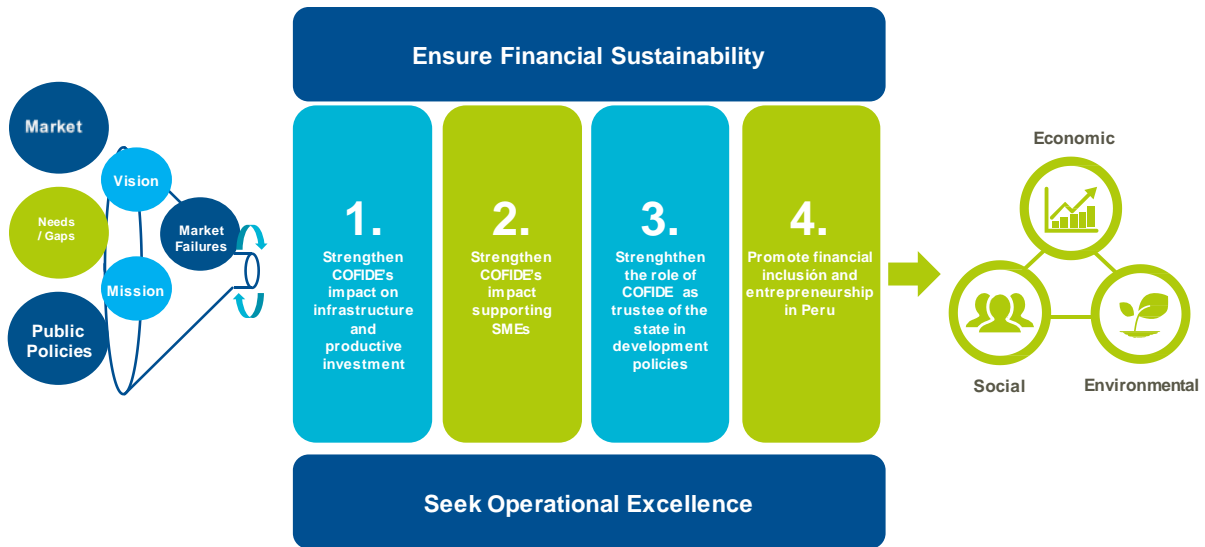 Ensure Financial Sustainability
Market
Vision
Needs
/ Gaps
Market
Failures
Mission
Public
Policies
1.
Strengthen
COFIDE's
impact on
infrastructure
and
productive
investment
2.
Strengthen
COFIDE's
impact
supporting
SMEs
3.
Strenghthen
the role of
COFIDE as
trustee of the
state in
development
policies
4.
Promote financial
inclusión and
entrepreneurship
in Peru
Economic
Social
Environmental
Seek Operational Excellence